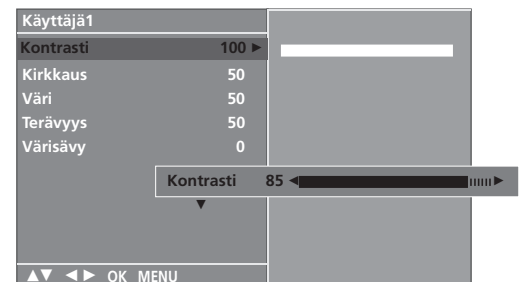 Käyttäjä1
Kontrasti 100 ►
Kirkkaus 50
Väri 50
Terävyys 50
Värisävy 0
Kontrasti 85 ◄ ►
▼
▲▼ ◄► OK MENU